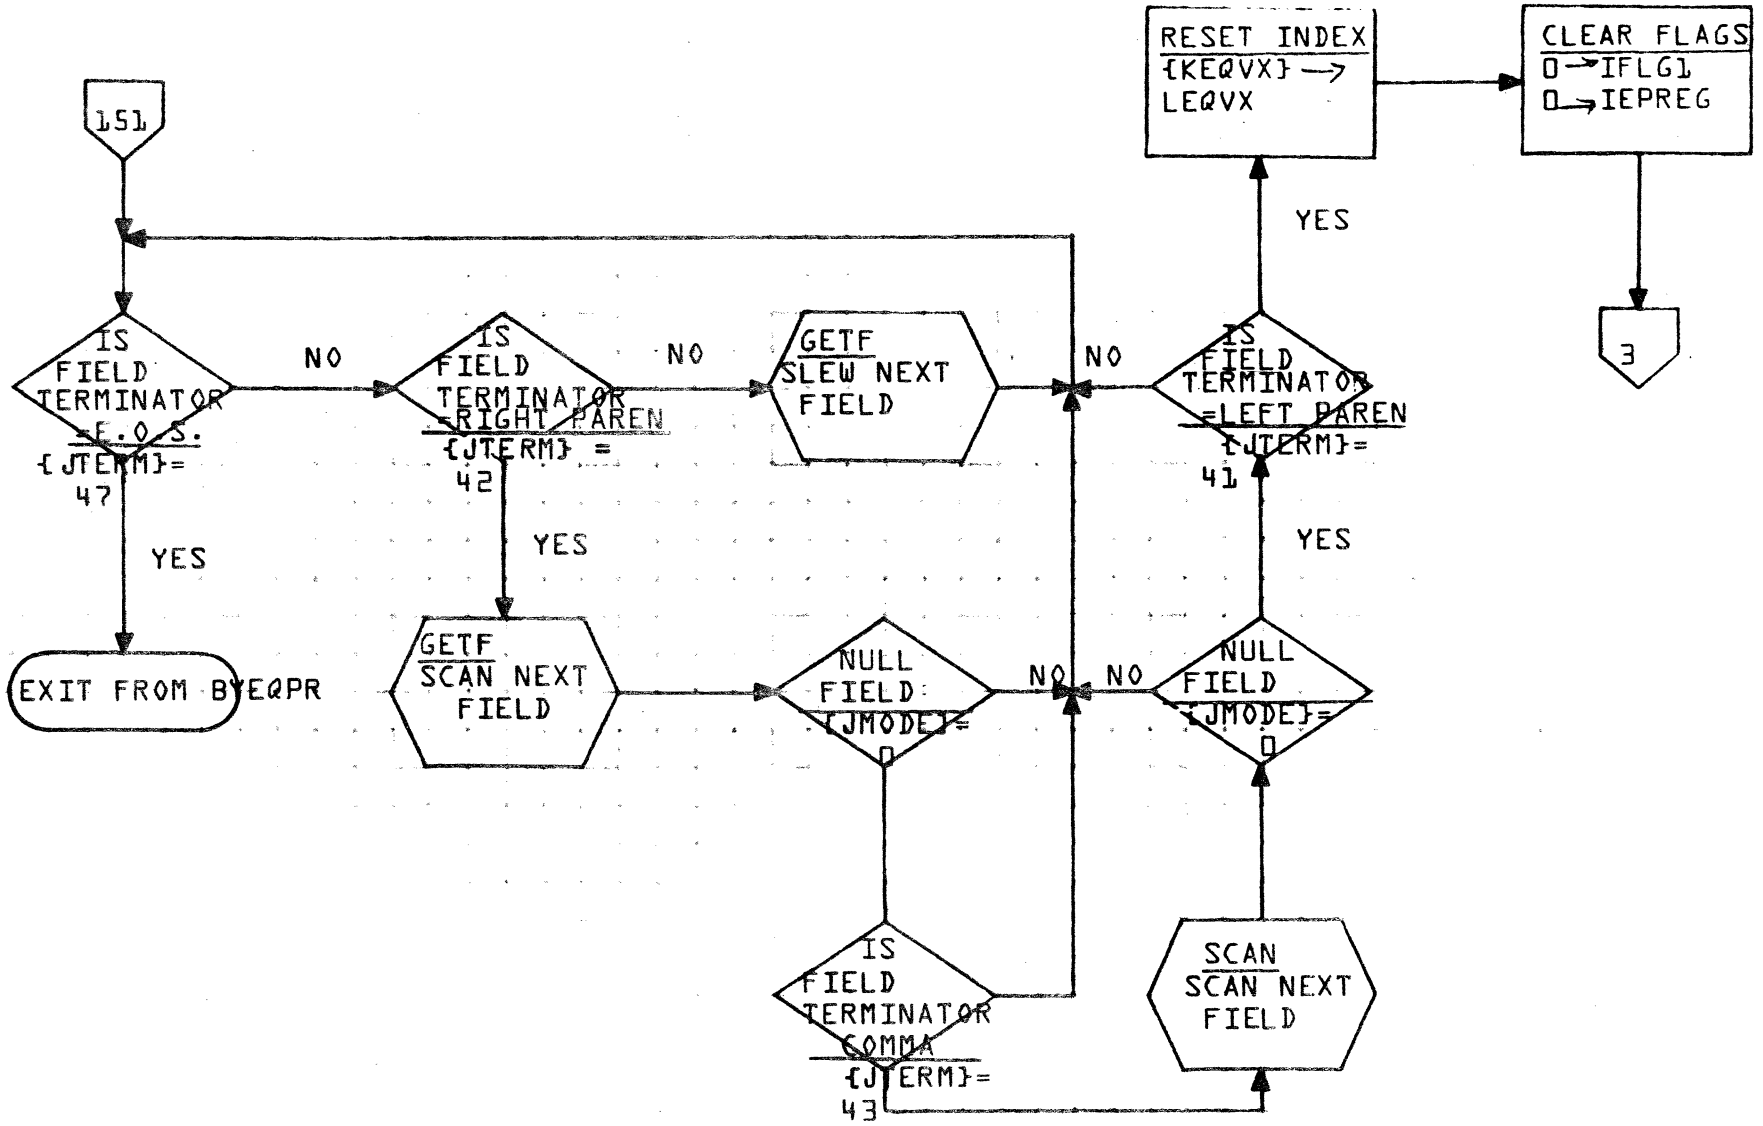 RESET INDEX
{KEQVX} →
LEQVX
CLEAR FLAGS
0→IFLG1
0→IEPREG
151
YES
IS
FIELD
TERMINATOR
=E.O.S.
{JTERM}=
47
NO
IS
FIELD
TERMINATOR
=RIGHT PAREN
{JTERM} =
42
NO
GETF
SLEW NEXT
FIELD
NO
IS
FIELD
TERMINATOR
=LEFT PAREN
{JTERM}=
41
3
YES
YES
YES
EXIT FROM BYEQPR
GETF
SCAN NEXT
FIELD
NULL
FIELD
{JMODE}=
0
NO
NO
NULL
FIELD
{JMODE}=
0
IS
FIELD
TERMINATOR
COMMA
{JTERM}=
43
SCAN
SCAN NEXT
FIELD